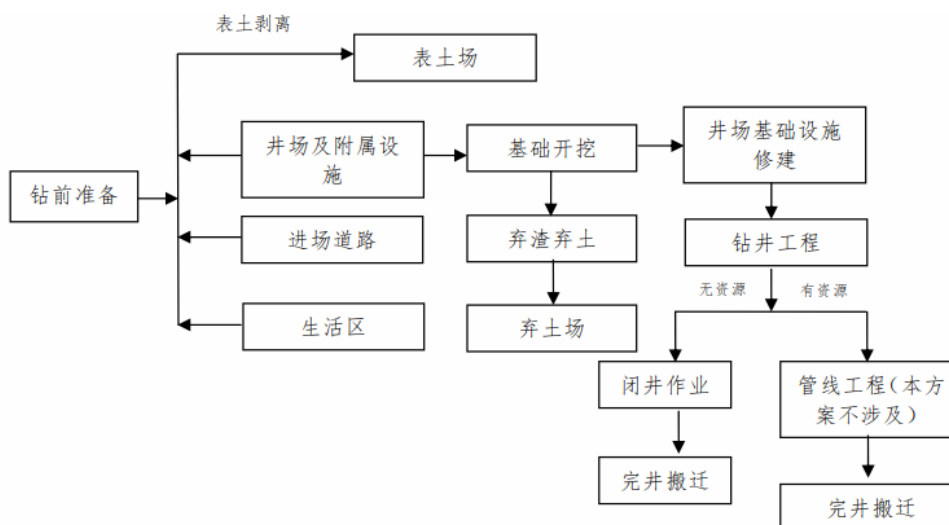 表土剥离
表土场
井场及附属设
施
基础开挖
井场基础设施
修建
钻前准备
进场道路
弃渣弃土
钻井工程
无资源
有资源
生活区
弃土场
闭井作业
管线工程（本方
案不涉及）
完井搬迁
完井搬迁